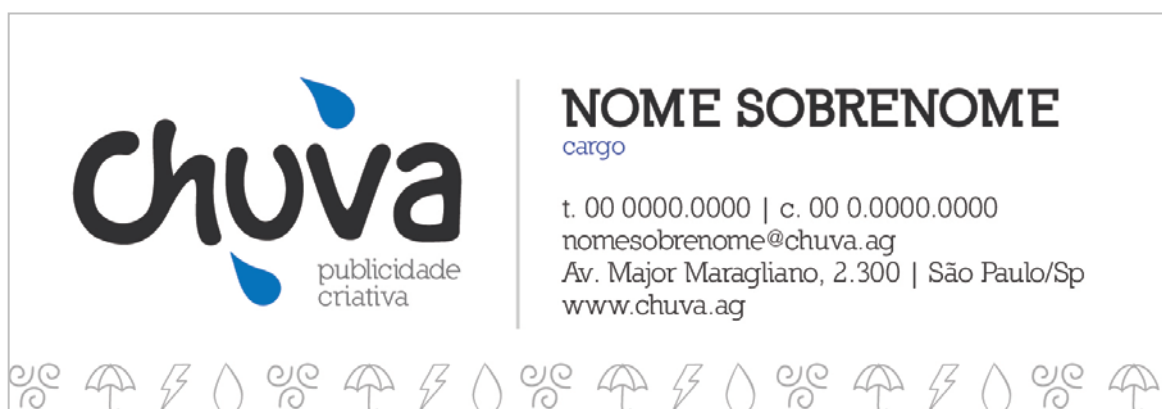 chuva
publicidade
criativa
NOME SOBRENOME
cargo
t. 00 0000.0000 | c. 00 0.0000.0000
nomesobrenome@chuva.ag
Av. Major Maragliano, 2.300 | São Paulo/Sp
www.chuva.ag